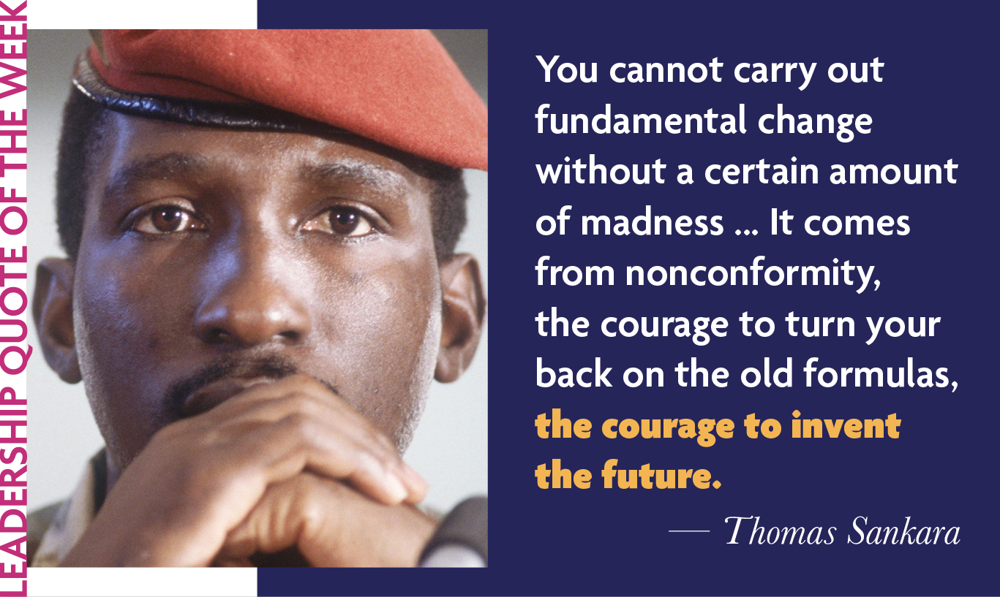 LEADERSHIP QUOTE OF THE WEEK
You cannot carry out
fundamental change
without a certain amount
of madness ... It comes
from nonconformity,
the courage to turn your
back on the old formulas,
the courage to invent
the future.
— Thomas Sankara